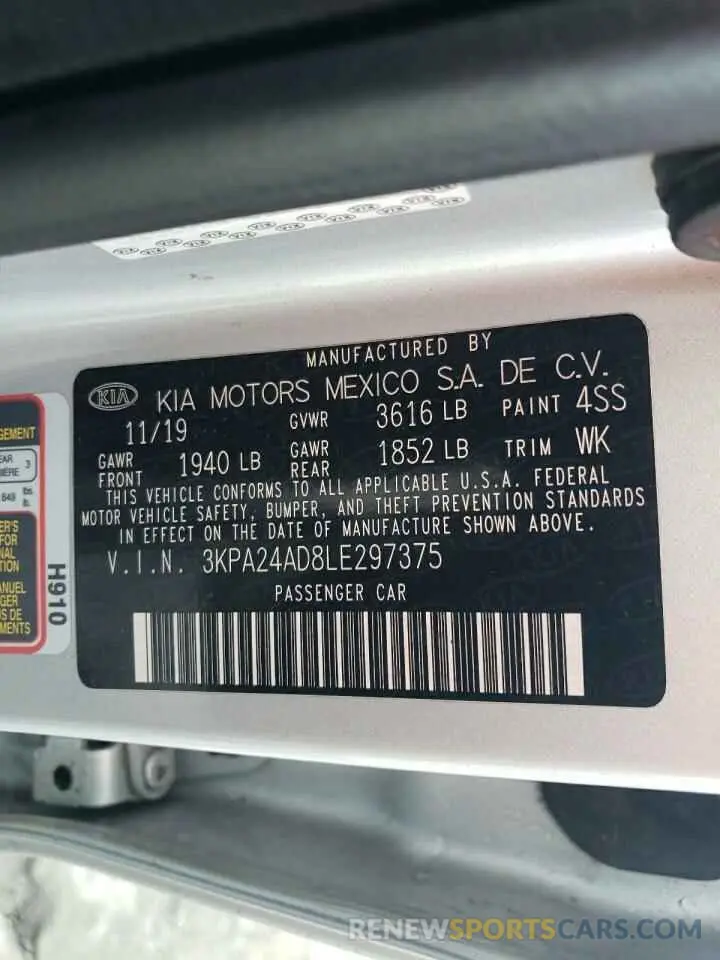 MANUFACTURED BY
KIA KIA MOTORS MEXICO S.A. DE C.V.
11/19 GVWR 3616 LB PAINT 4SS
GAWR FRONT 1940 LB GAWR REAR 1852 LB TRIM WK
THIS VEHICLE CONFORMS TO ALL APPLICABLE U.S.A. FEDERAL
MOTOR VEHICLE SAFETY, BUMPER, AND THEFT PREVENTION STANDARDS
IN EFFECT ON THE DATE OF MANUFACTURE SHOWN ABOVE.
V.I.N. 3KPA24AD8LE297375
PASSENGER CAR
H910
RENEWSPORTSCARS.COM